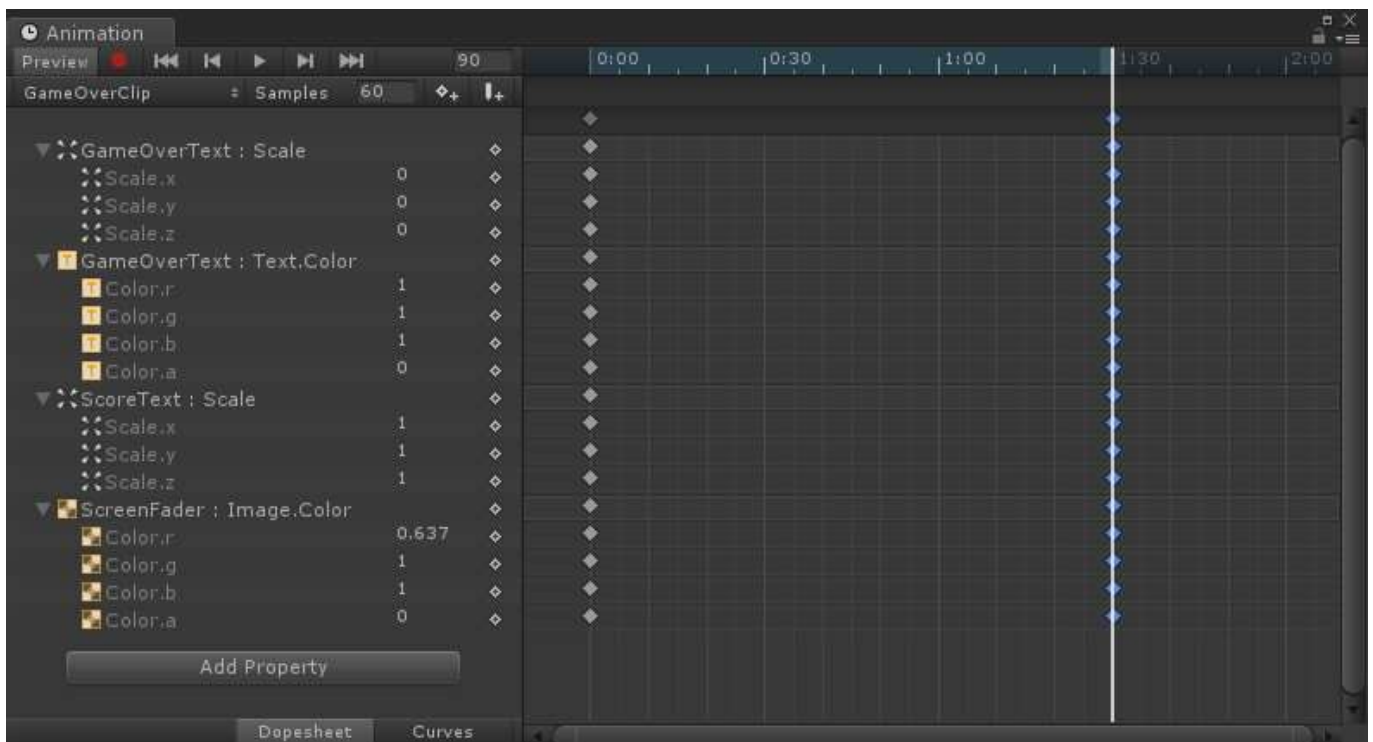 Animation
Preview 90 0:00 0:30 1:00 1:30 2:00
GameOverClip Samples 60
GameOverText : Scale
Scale.x 0
Scale.y 0
Scale.z 0
GameOverText : Text.Color
Color.r 1
Color.g 1
Color.b 1
Color.a 0
ScoreText : Scale
Scale.x 1
Scale.y 1
Scale.z 1
ScreenFader : Image.Color
Color.r 0.637
Color.g 1
Color.b 1
Color.a 0
Add Property
Dopesheet Curves